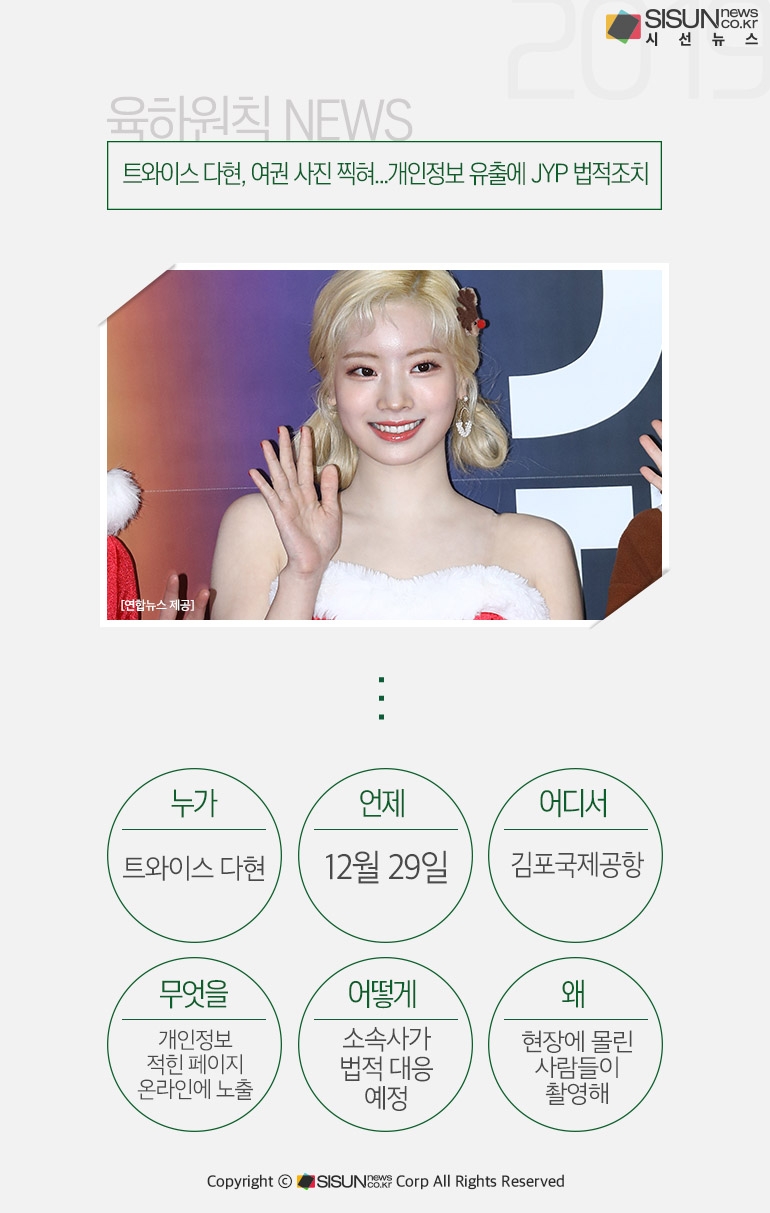 2019
SISUN news
co.kr
시선뉴스
육하원칙 NEWS
트와이스 다현, 여권 사진 찍혀...개인정보 유출에 JYP 법적조치
[연합뉴스 제공]
누가
트와이스 다현
언제
12월 29일
어디서
김포국제공항
무엇을
개인정보
적힌 페이지
온라인에 노출
어떻게
소속사가
법적 대응
예정
왜
현장에 몰린
사람들이
촬영해
Copyright ⓒ SISUN news co.kr Corp All Rights Reserved